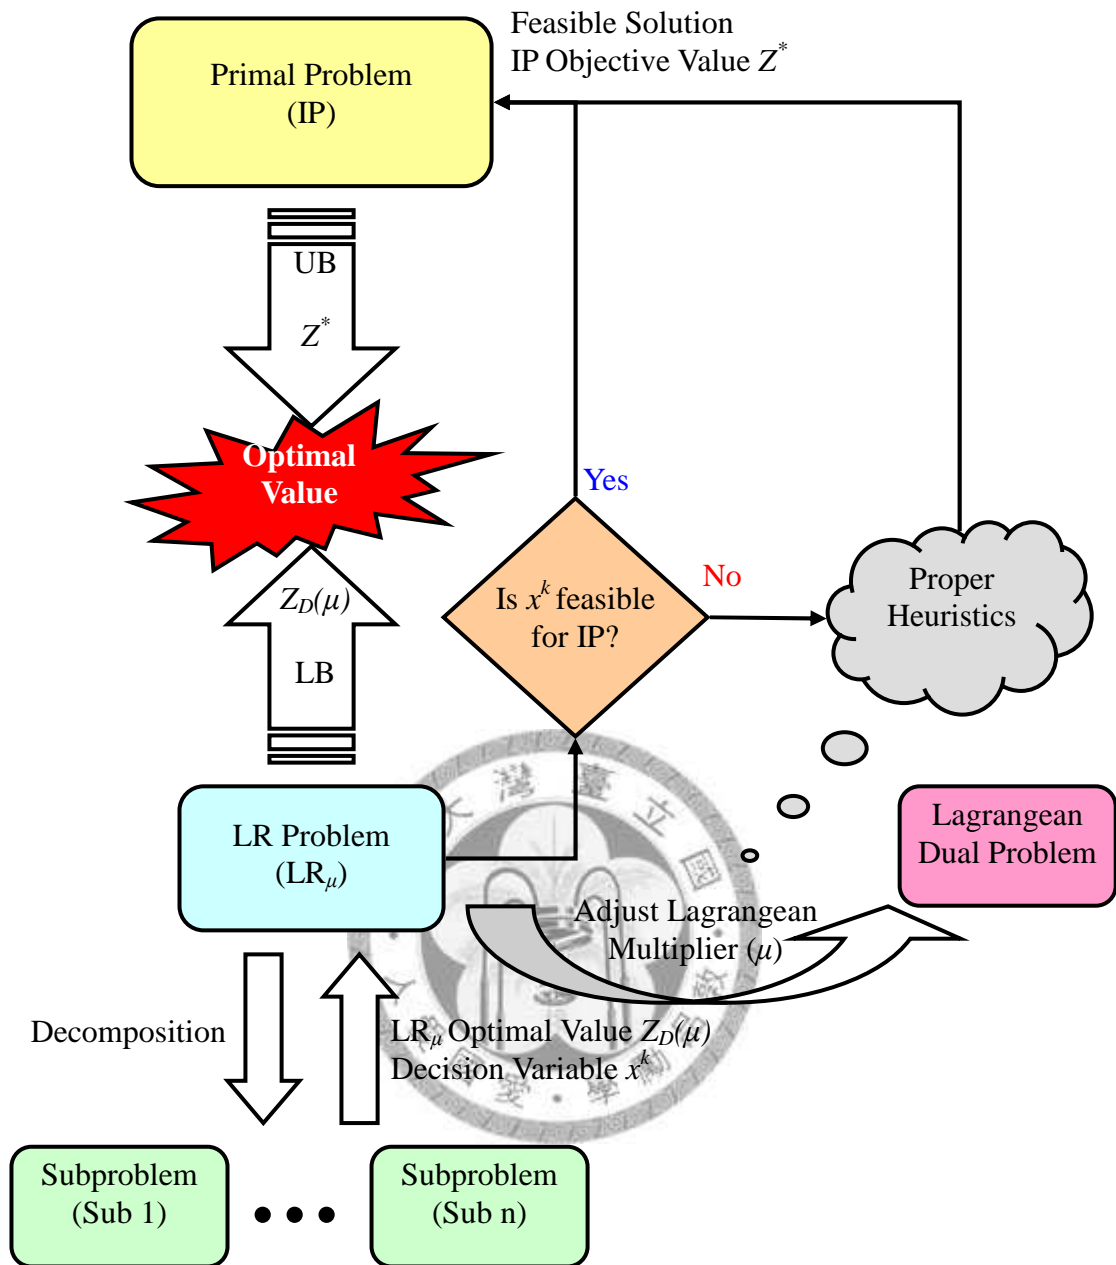 Feasible Solution
IP Objective Value Z*
Primal Problem
(IP)
UB
Z*
Optimal
Value
Yes
No
Is x^k feasible
for IP?
Proper
Heuristics
Z_D(μ)
LB
LR Problem
(LR_μ)
Lagrangean
Dual Problem
Adjust Lagrangean
Multiplier (μ)
Decomposition
LR_μ Optimal Value Z_D(μ)
Decision Variable x^k
Subproblem
(Sub 1)
•••
Subproblem
(Sub n)